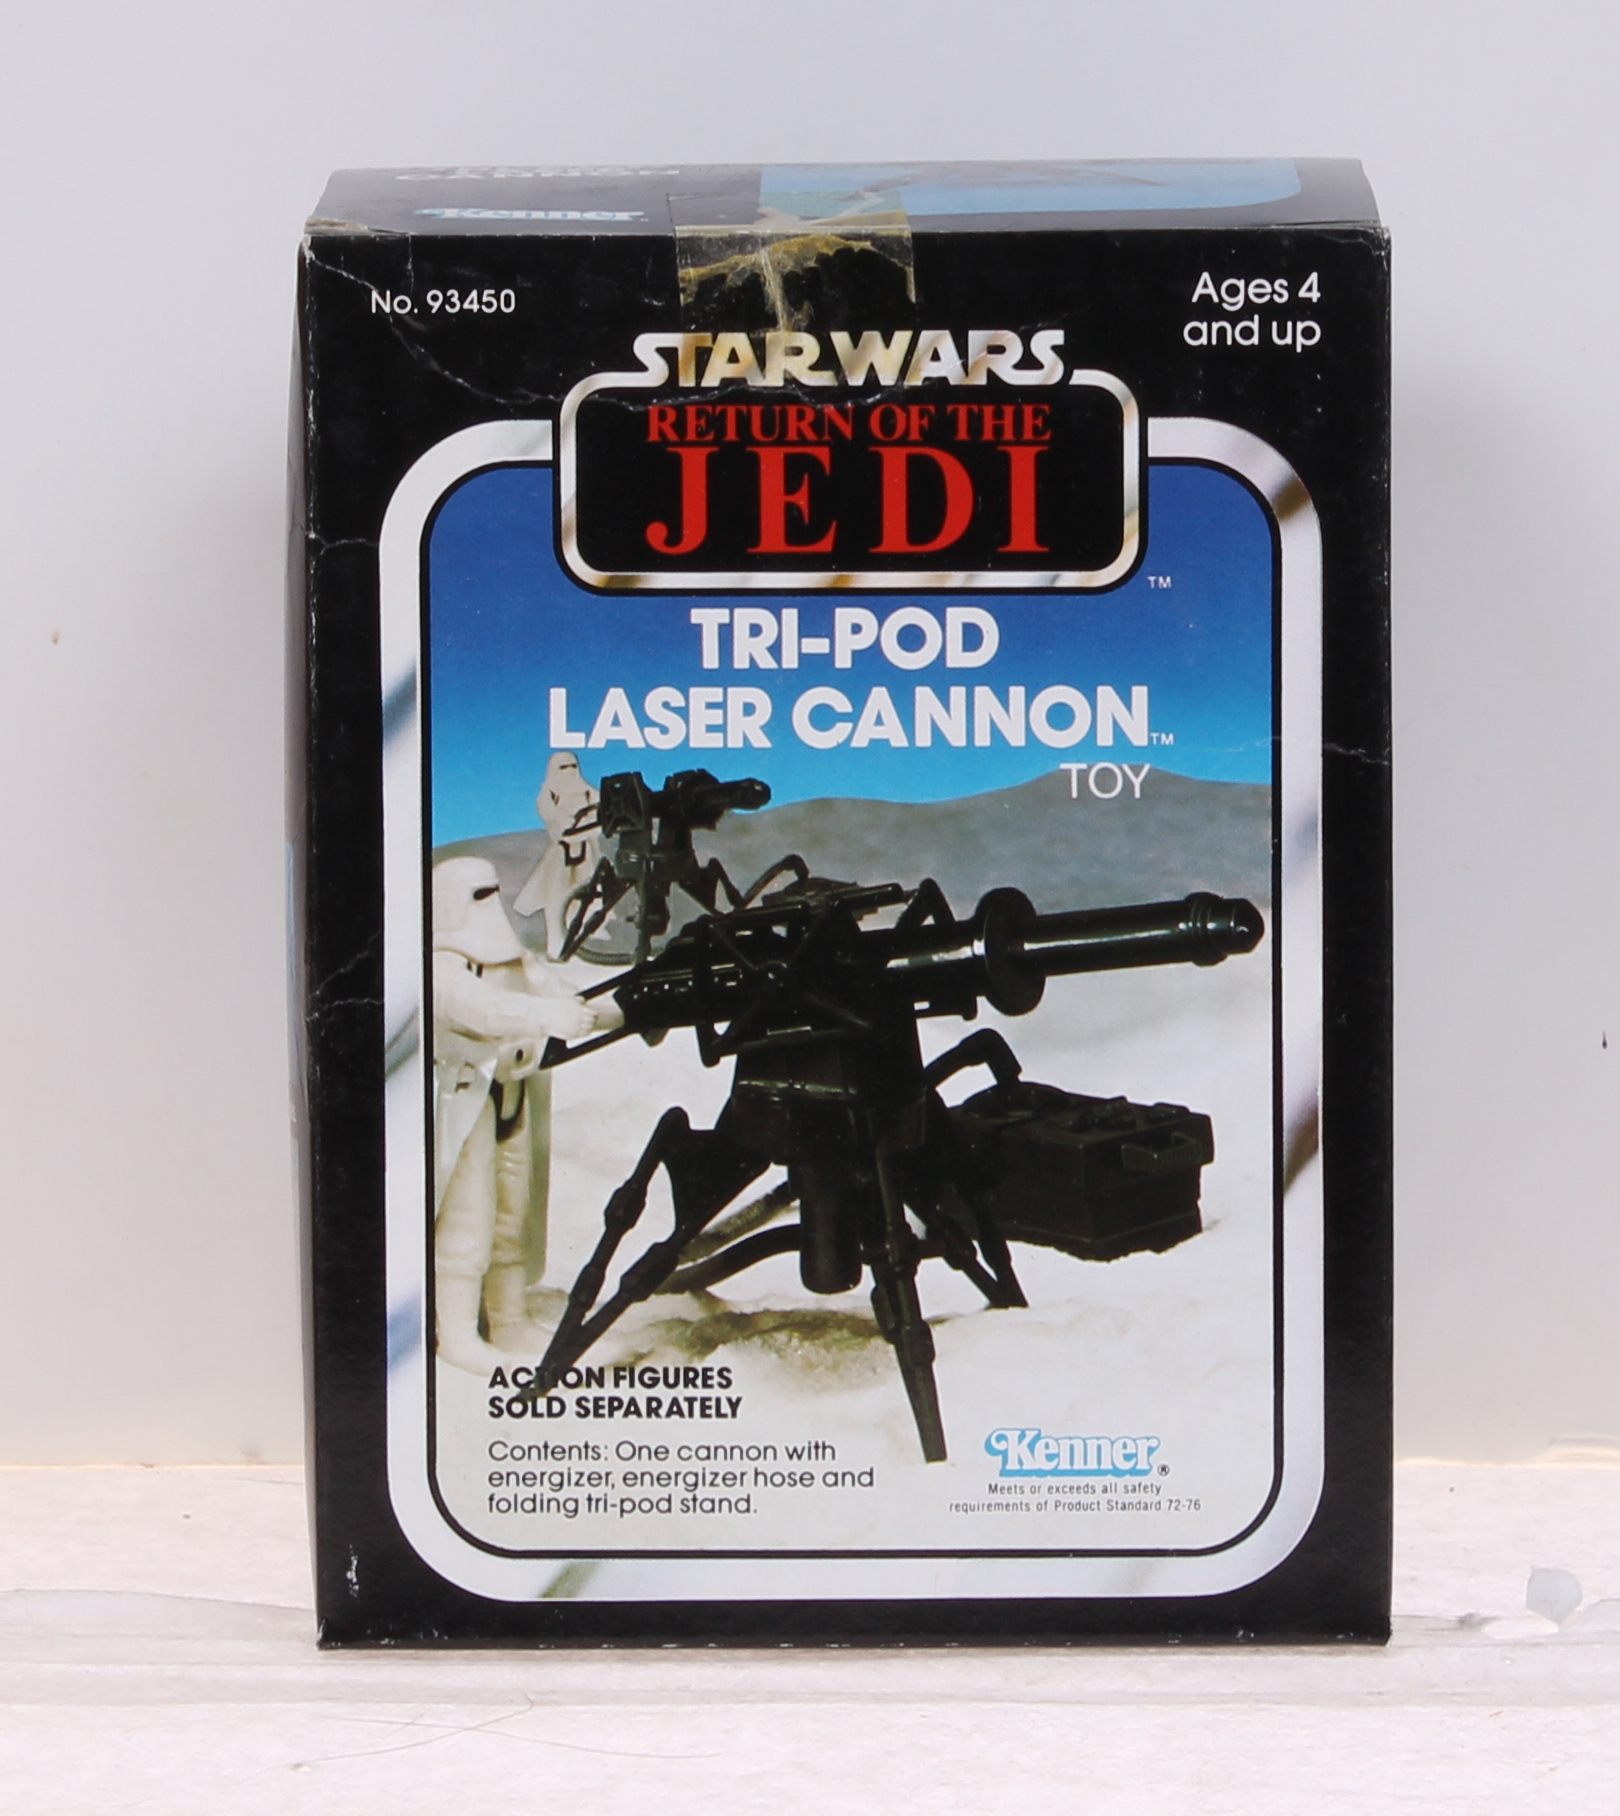 CANNON
Kenner
No. 93450
Ages 4
and up
STAR WARS
RETURN OF THE
JEDI
TM
TRI-POD
LASER CANNON TM
TOY
ACTION FIGURES
SOLD SEPARATELY
Contents: One cannon with
energizer, energizer hose and
folding tri-pod stand.
Kenner ®
Meets or exceeds all safety
requirements of Product Standard 72-76